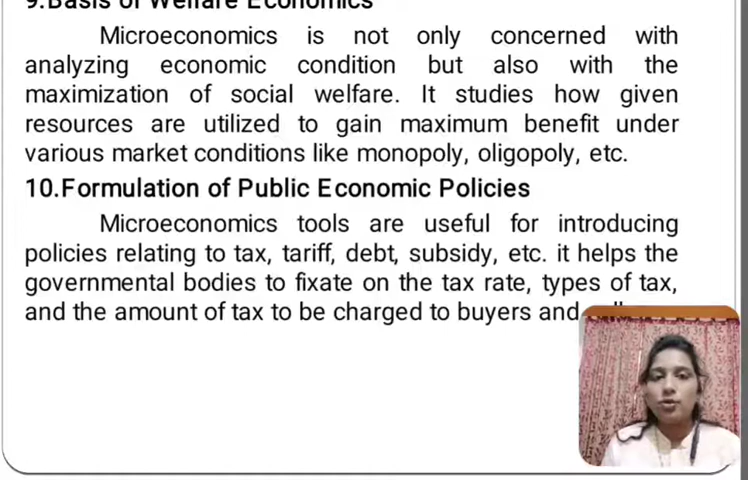 9.Basis of Welfare Economics
Microeconomics is not only concerned with
analyzing economic condition but also with the
maximization of social welfare. It studies how given
resources are utilized to gain maximum benefit under
various market conditions like monopoly, oligopoly, etc.
10.Formulation of Public Economic Policies
Microeconomics tools are useful for introducing
policies relating to tax, tariff, debt, subsidy, etc. it helps the
governmental bodies to fixate on the tax rate, types of tax,
and the amount of tax to be charged to buyers and